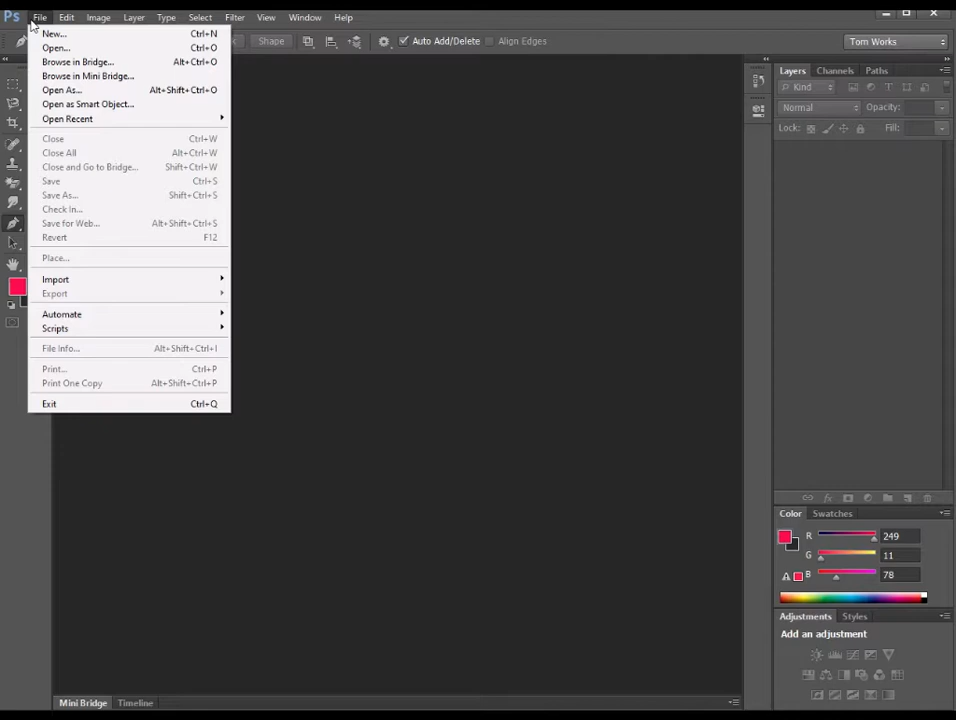 Ps File Edit Image Layer Type Select Filter View Window Help
Shape Auto Add/Delete Align Edges Tom Works
New... Ctrl+N
Open... Ctrl+O
Browse in Bridge... Alt+Ctrl+O
Browse in Mini Bridge...
Open As... Alt+Shift+Ctrl+O
Open as Smart Object...
Open Recent
Close Ctrl+W
Close All Alt+Ctrl+W
Close and Go to Bridge... Shift+Ctrl+W
Save Ctrl+S
Save As... Shift+Ctrl+S
Check In...
Save for Web... Alt+Shift+Ctrl+S
Revert F12
Place...
Import
Export
Automate
Scripts
File Info... Alt+Shift+Ctrl+I
Print... Ctrl+P
Print One Copy Alt+Shift+Ctrl+P
Exit Ctrl+Q
Layers Channels Paths
Kind
Normal Opacity:
Lock: Fill:
Color Swatches
R 249
G 11
B 78
Adjustments Styles
Add an adjustment
Mini Bridge Timeline